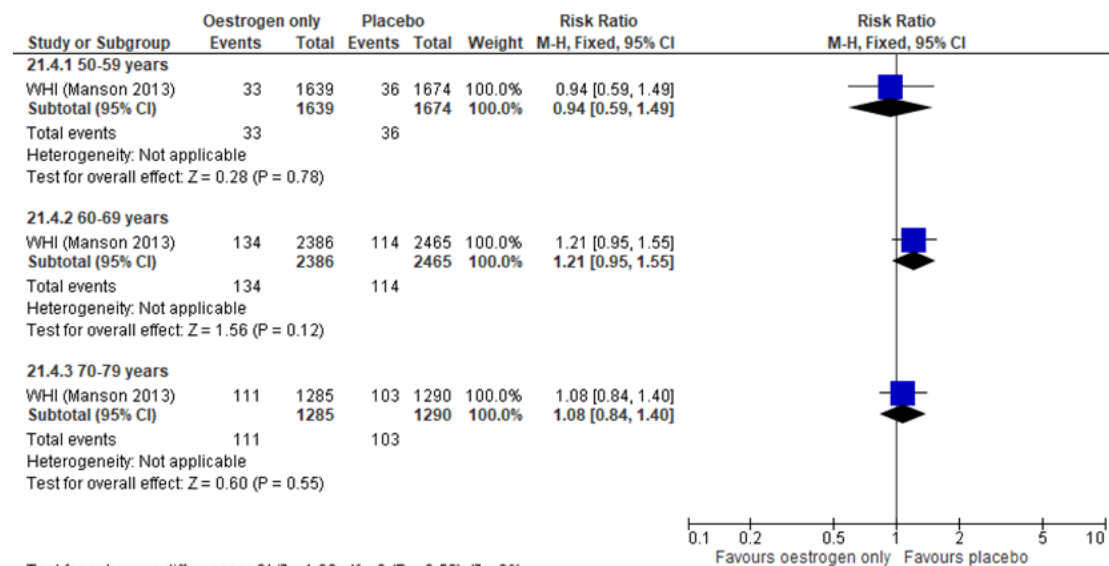 Oestrogen only Placebo Risk Ratio Risk Ratio
Study or Subgroup Events Total Events Total Weight M-H, Fixed, 95% CI M-H, Fixed, 95% CI
21.4.1 50-59 years
WHI (Manson 2013) 33 1639 36 1674 100.0% 0.94 [0.59, 1.49]
Subtotal (95% CI) 1639 1674 100.0% 0.94 [0.59, 1.49]
Total events 33 36
Heterogeneity: Not applicable
Test for overall effect: Z = 0.28 (P = 0.78)
21.4.2 60-69 years
WHI (Manson 2013) 134 2386 114 2465 100.0% 1.21 [0.95, 1.55]
Subtotal (95% CI) 2386 2465 100.0% 1.21 [0.95, 1.55]
Total events 134 114
Heterogeneity: Not applicable
Test for overall effect: Z = 1.56 (P = 0.12)
21.4.3 70-79 years
WHI (Manson 2013) 111 1285 103 1290 100.0% 1.08 [0.84, 1.40]
Subtotal (95% CI) 1285 1290 100.0% 1.08 [0.84, 1.40]
Total events 111 103
Heterogeneity: Not applicable
Test for overall effect: Z = 0.60 (P = 0.55)
0.1 0.2 0.5 1 2 5 10
Favours oestrogen only Favours placebo